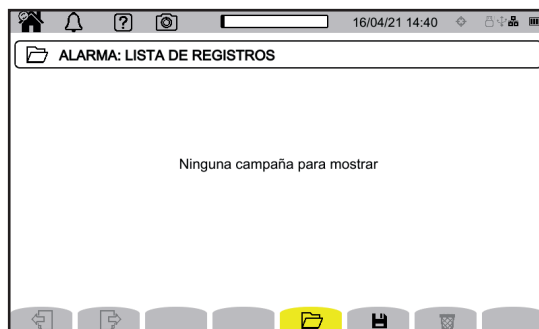 16/04/21 14:40
ALARMA: LISTA DE REGISTROS
Ninguna campaña para mostrar